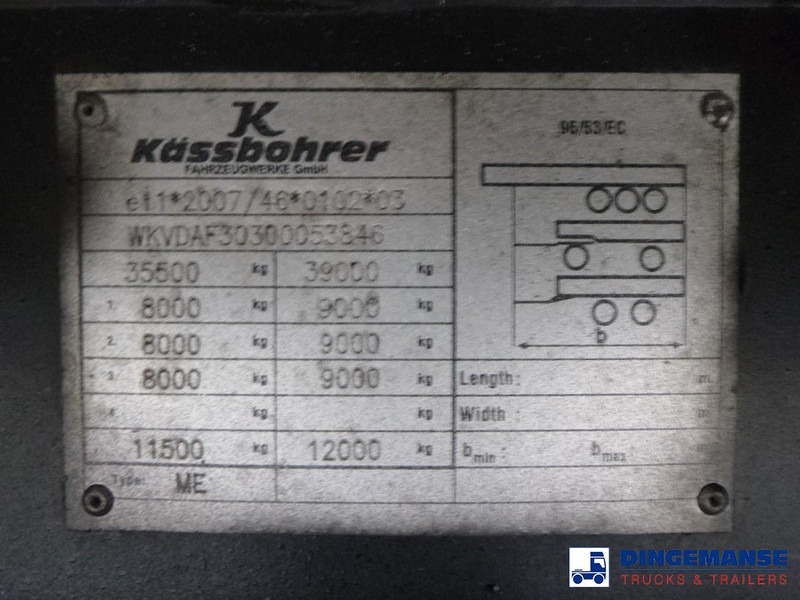 K
Kässbohrer
FAHRZEUGWERKE GmbH
e11*2007/46*0102*03
WKVDAF30300053846
35500 kg 39000 kg
1. 8000 kg 9000 kg
2. 8000 kg 9000 kg
3. 8000 kg 9000 kg
4. kg kg
11500 kg 12000 kg
Type: ME
96/53/EC
b
Length: m
Width: m
b min: b max m
DINGEMANSE
TRUCKS & TRAILERS